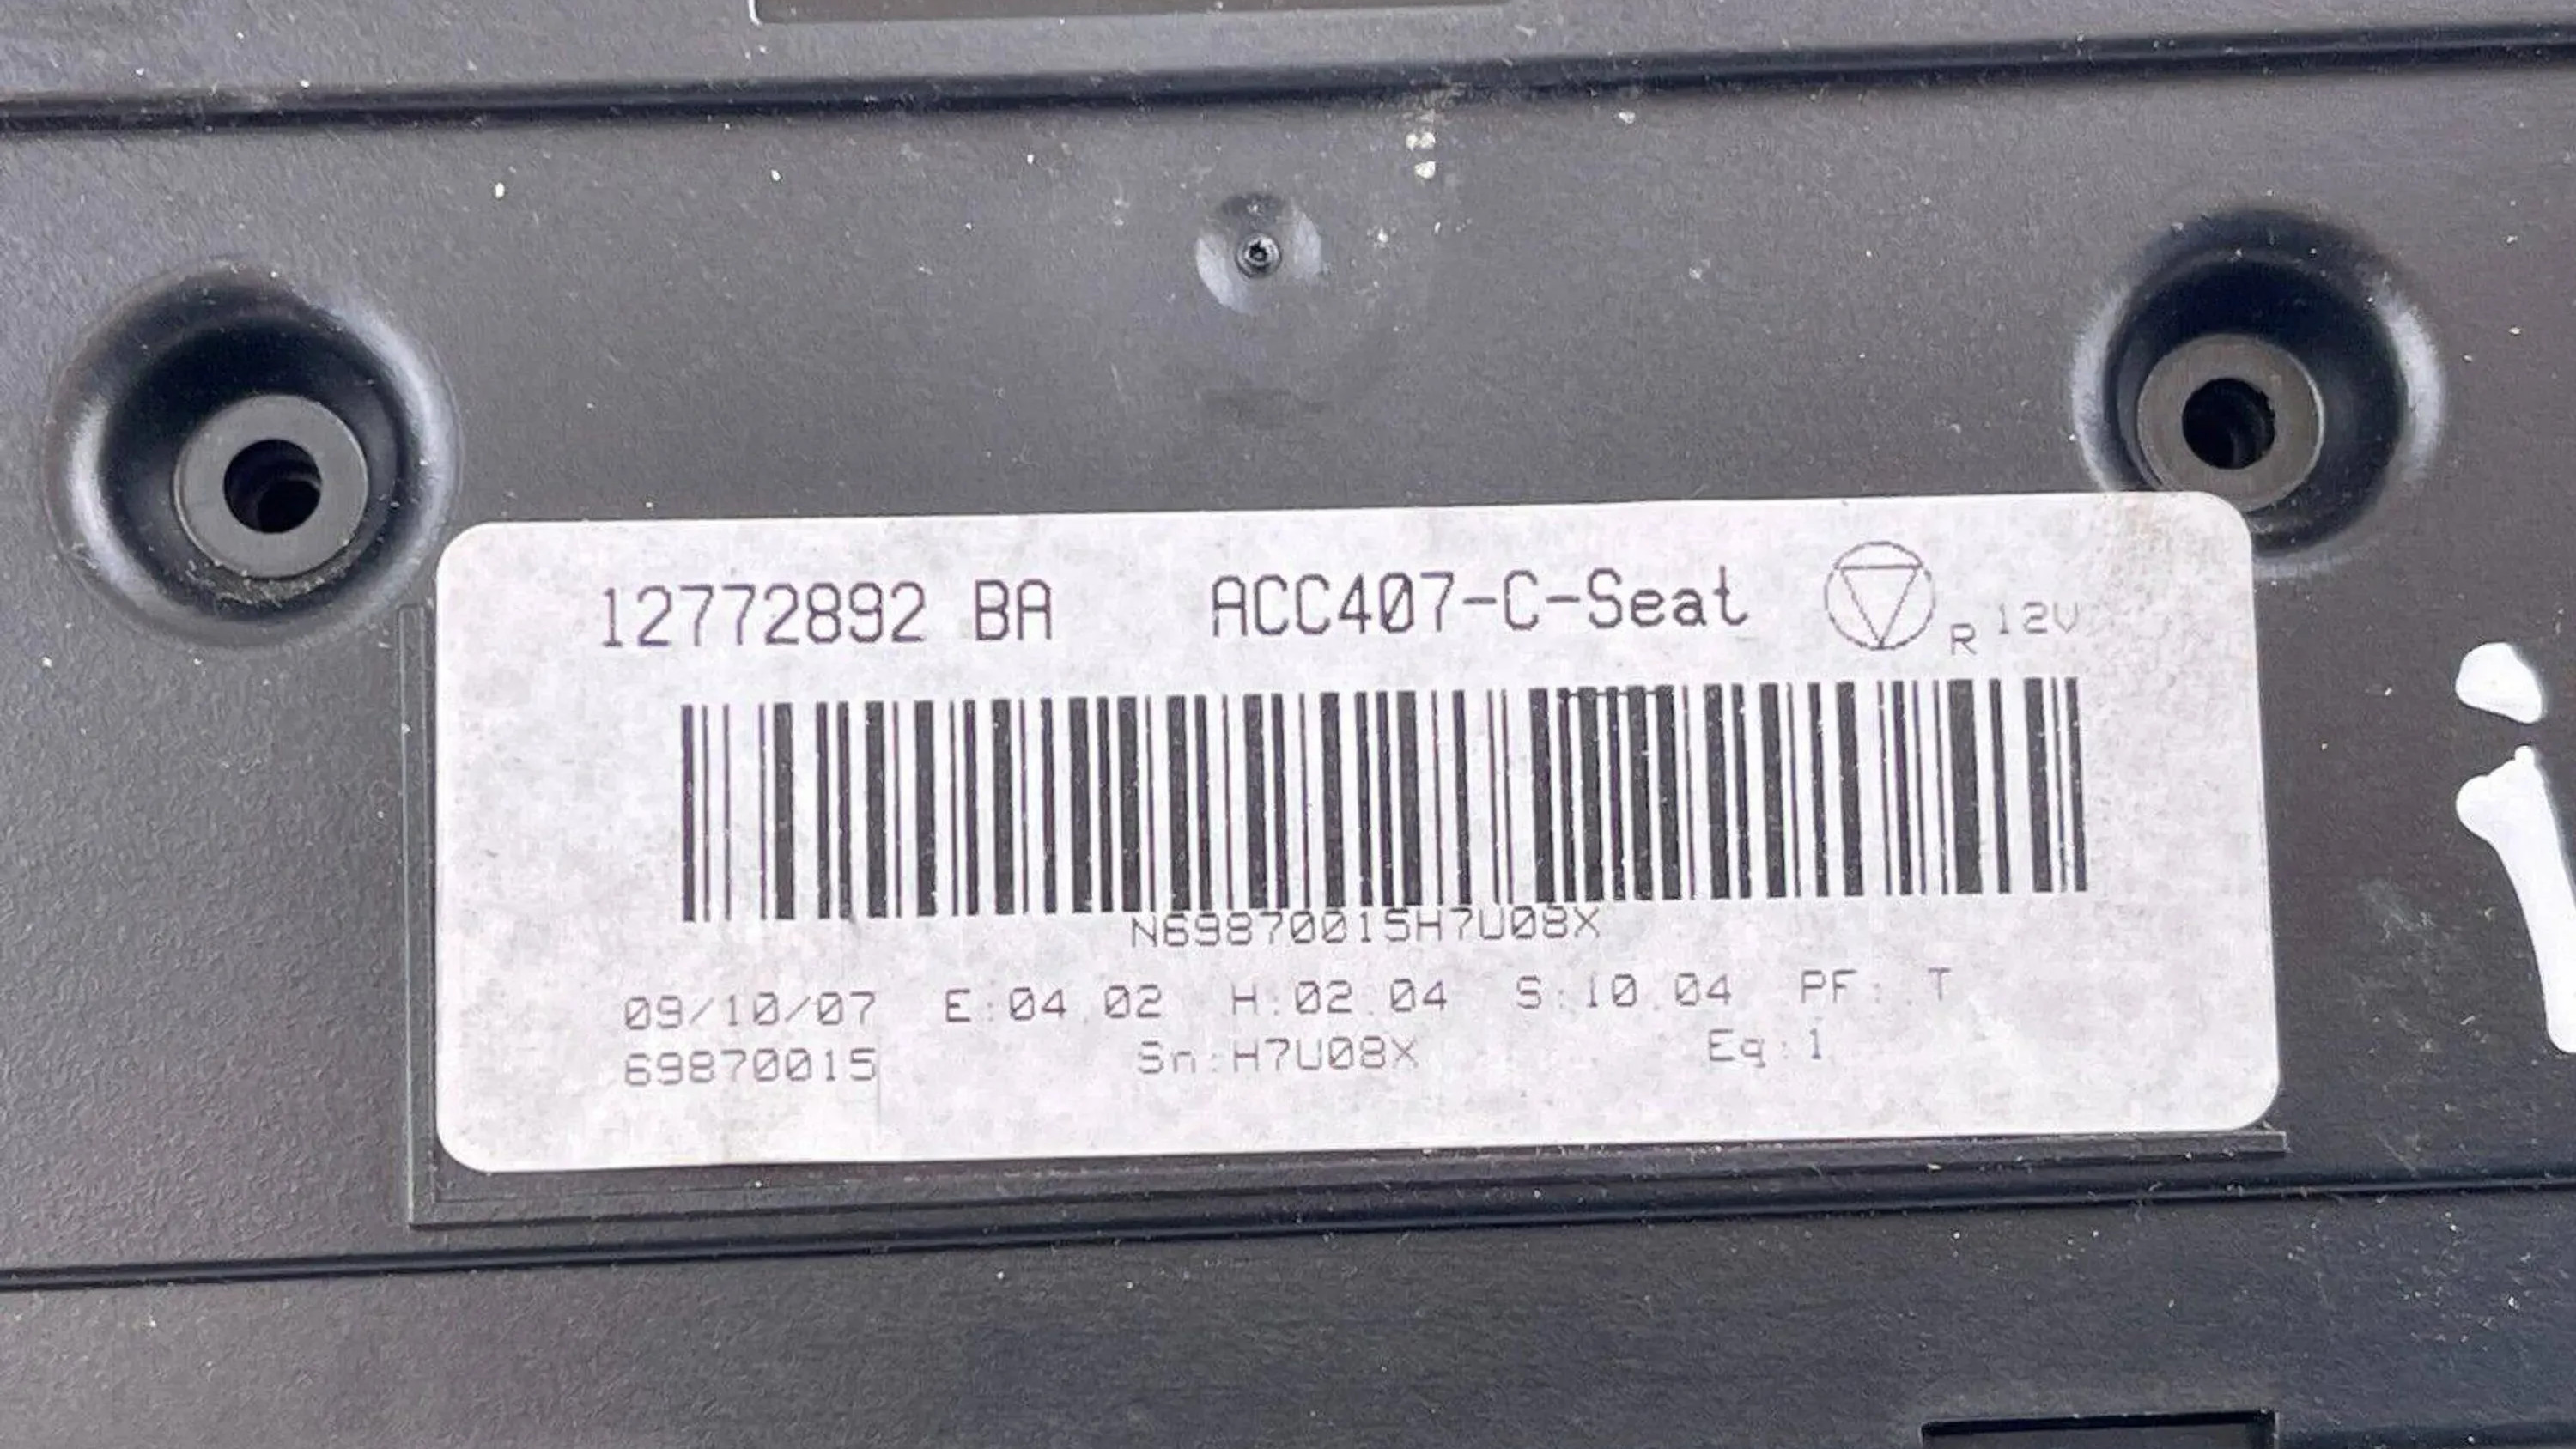 12772892 BA ACC407-C-Seat R 12V
N69870015H7U08X
09/10/07 E:04.02 H:02.04 S:10.04 PF: .T
69870015 Sn:H7U08X Eq:1